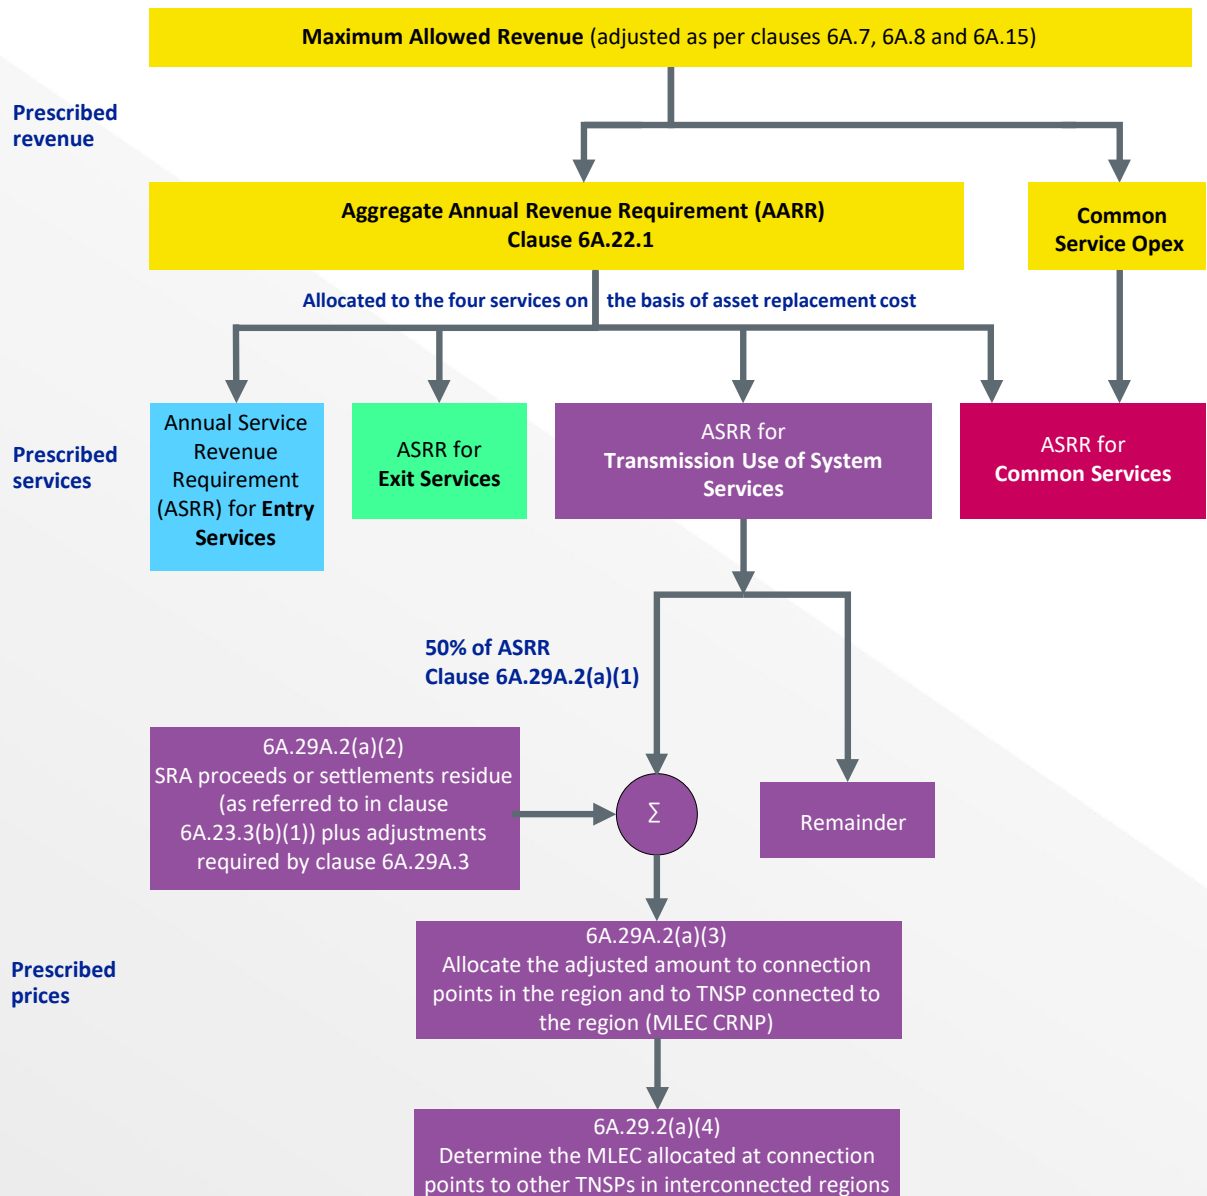 Maximum Allowed Revenue (adjusted as per clauses 6A.7, 6A.8 and 6A.15)
Prescribed
revenue
Aggregate Annual Revenue Requirement (AARR)
Clause 6A.22.1
Common
Service Opex
Allocated to the four services on the basis of asset replacement cost
Prescribed
services
Annual Service
Revenue
Requirement
(ASRR) for Entry
Services
ASRR for
Exit Services
ASRR for
Transmission Use of System
Services
ASRR for
Common Services
50% of ASRR
Clause 6A.29A.2(a)(1)
6A.29A.2(a)(2)
SRA proceeds or settlements residue
(as referred to in clause
6A.23.3(b)(1)) plus adjustments
required by clause 6A.29A.3
Σ
Remainder
Prescribed
prices
6A.29A.2(a)(3)
Allocate the adjusted amount to connection
points in the region and to TNSP connected to
the region (MLEC CRNP)
6A.29.2(a)(4)
Determine the MLEC allocated at connection
points to other TNSPs in interconnected regions